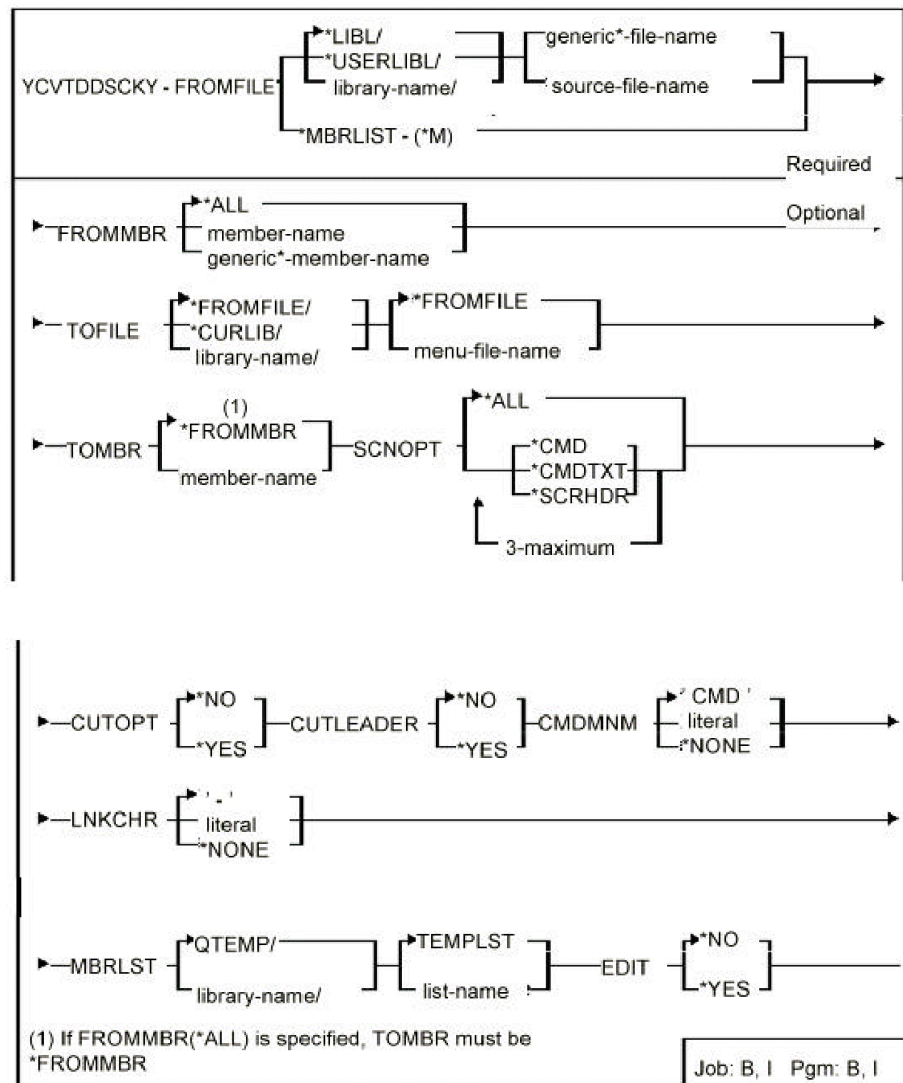 *LIBL/ generic*-file-name
*USERLIBL/
YCVTDDSCKY - FROMFILE library-name/ source-file-name
*MBRLIST - (*M)
Required
Optional
*ALL
FROMMBR member-name
generic*-member-name
*FROMFILE/ *FROMFILE
TOFILE *CURLIB/
library-name/ menu-file-name
(1)
*FROMMBR *ALL
TOMBR SCNOPT *CMD
member-name *CMDTXT
*SCRHDR
3-maximum
*NO *NO ' CMD '
CUTOPT CUTLEADER CMDMNM literal
*YES *YES *NONE
' - '
LNKCHR literal
*NONE
QTEMP/ TEMPLST *NO
MBRLST EDIT
library-name/ list-name *YES
(1) If FROMMBR(*ALL) is specified, TOMBR must be
*FROMMBR
Job: B, I Pgm: B, I